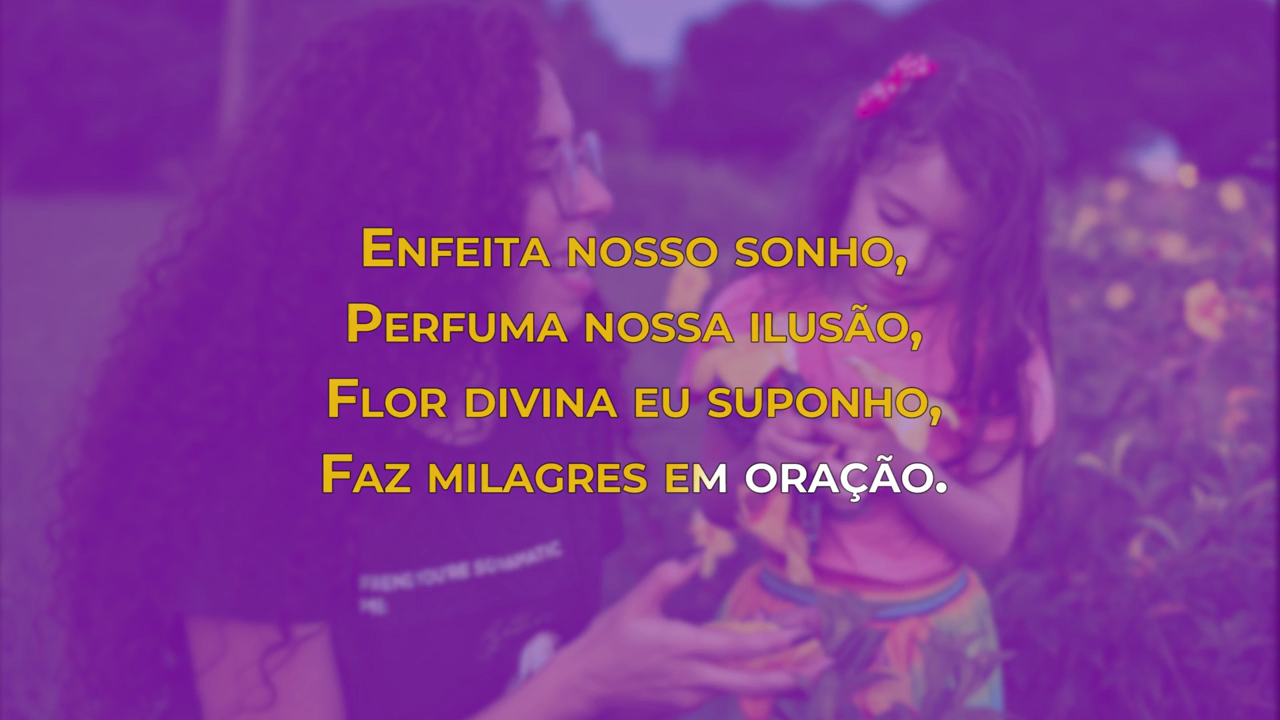 Enfeita nosso sonho,
Perfuma nossa ilusão,
Flor divina eu suponho,
Faz milagres em oração.